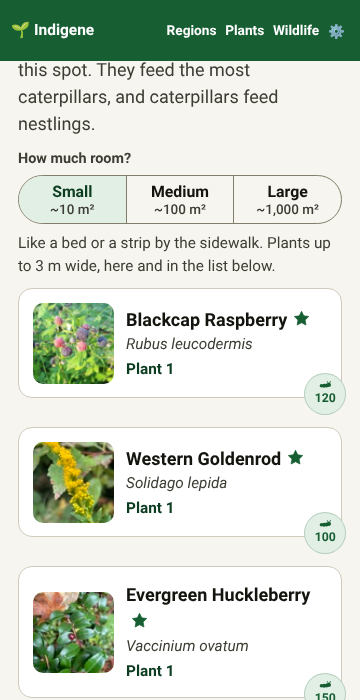 Indigene
Regions Plants Wildlife
this spot. They feed the most
caterpillars, and caterpillars feed
nestlings.
How much room?
Small
~10 m²
Medium
~100 m²
Large
~1,000 m²
Like a bed or a strip by the sidewalk. Plants up
to 3 m wide, here and in the list below.
Blackcap Raspberry
Rubus leucodermis
Plant 1
120
Western Goldenrod
Solidago lepida
Plant 1
100
Evergreen Huckleberry
Vaccinium ovatum
Plant 1
150